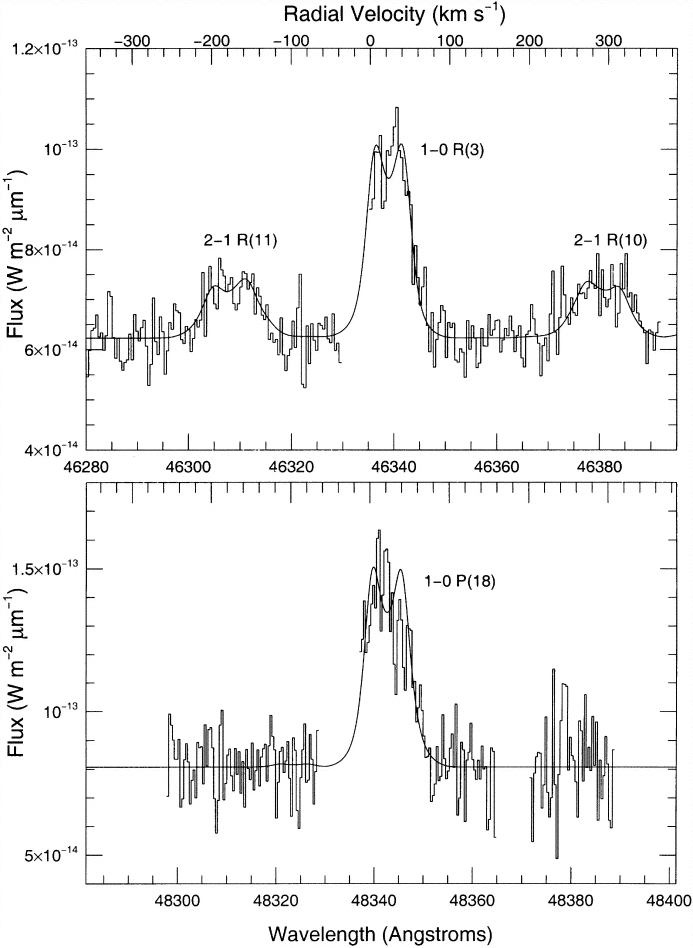 Radial Velocity (km s⁻¹)
−300 −200 −100 0 100 200 300
1.2×10⁻¹³
10⁻¹³
8×10⁻¹⁴
6×10⁻¹⁴
4×10⁻¹⁴
Flux (W m⁻² μm⁻¹)
1−0 R(3)
2−1 R(11)
2−1 R(10)
46280 46300 46320 46340 46360 46380
1.5×10⁻¹³
10⁻¹³
5×10⁻¹⁴
Flux (W m⁻² μm⁻¹)
1−0 P(18)
48300 48320 48340 48360 48380 48400
Wavelength (Angstroms)